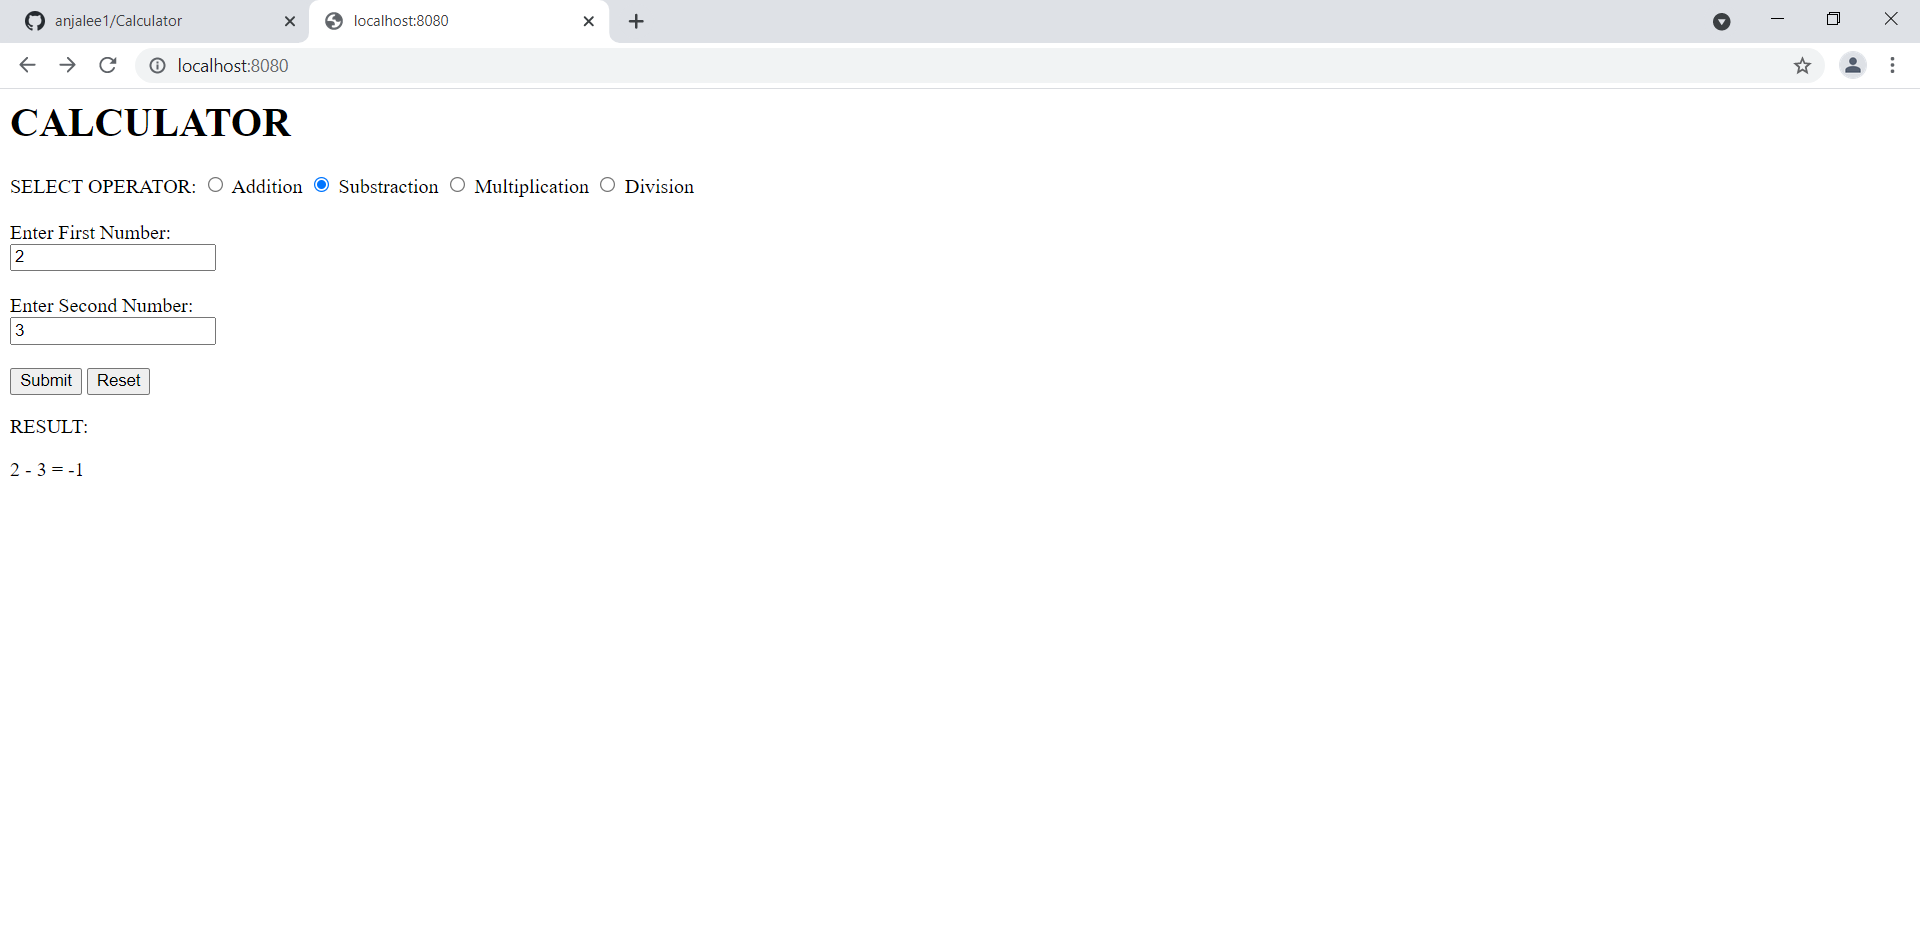 anjalee1/Calculator
localhost:8080
localhost:8080
CALCULATOR
SELECT OPERATOR: Addition Substraction Multiplication Division
Enter First Number:
2
Enter Second Number:
3
Submit Reset
RESULT:
2 - 3 = -1